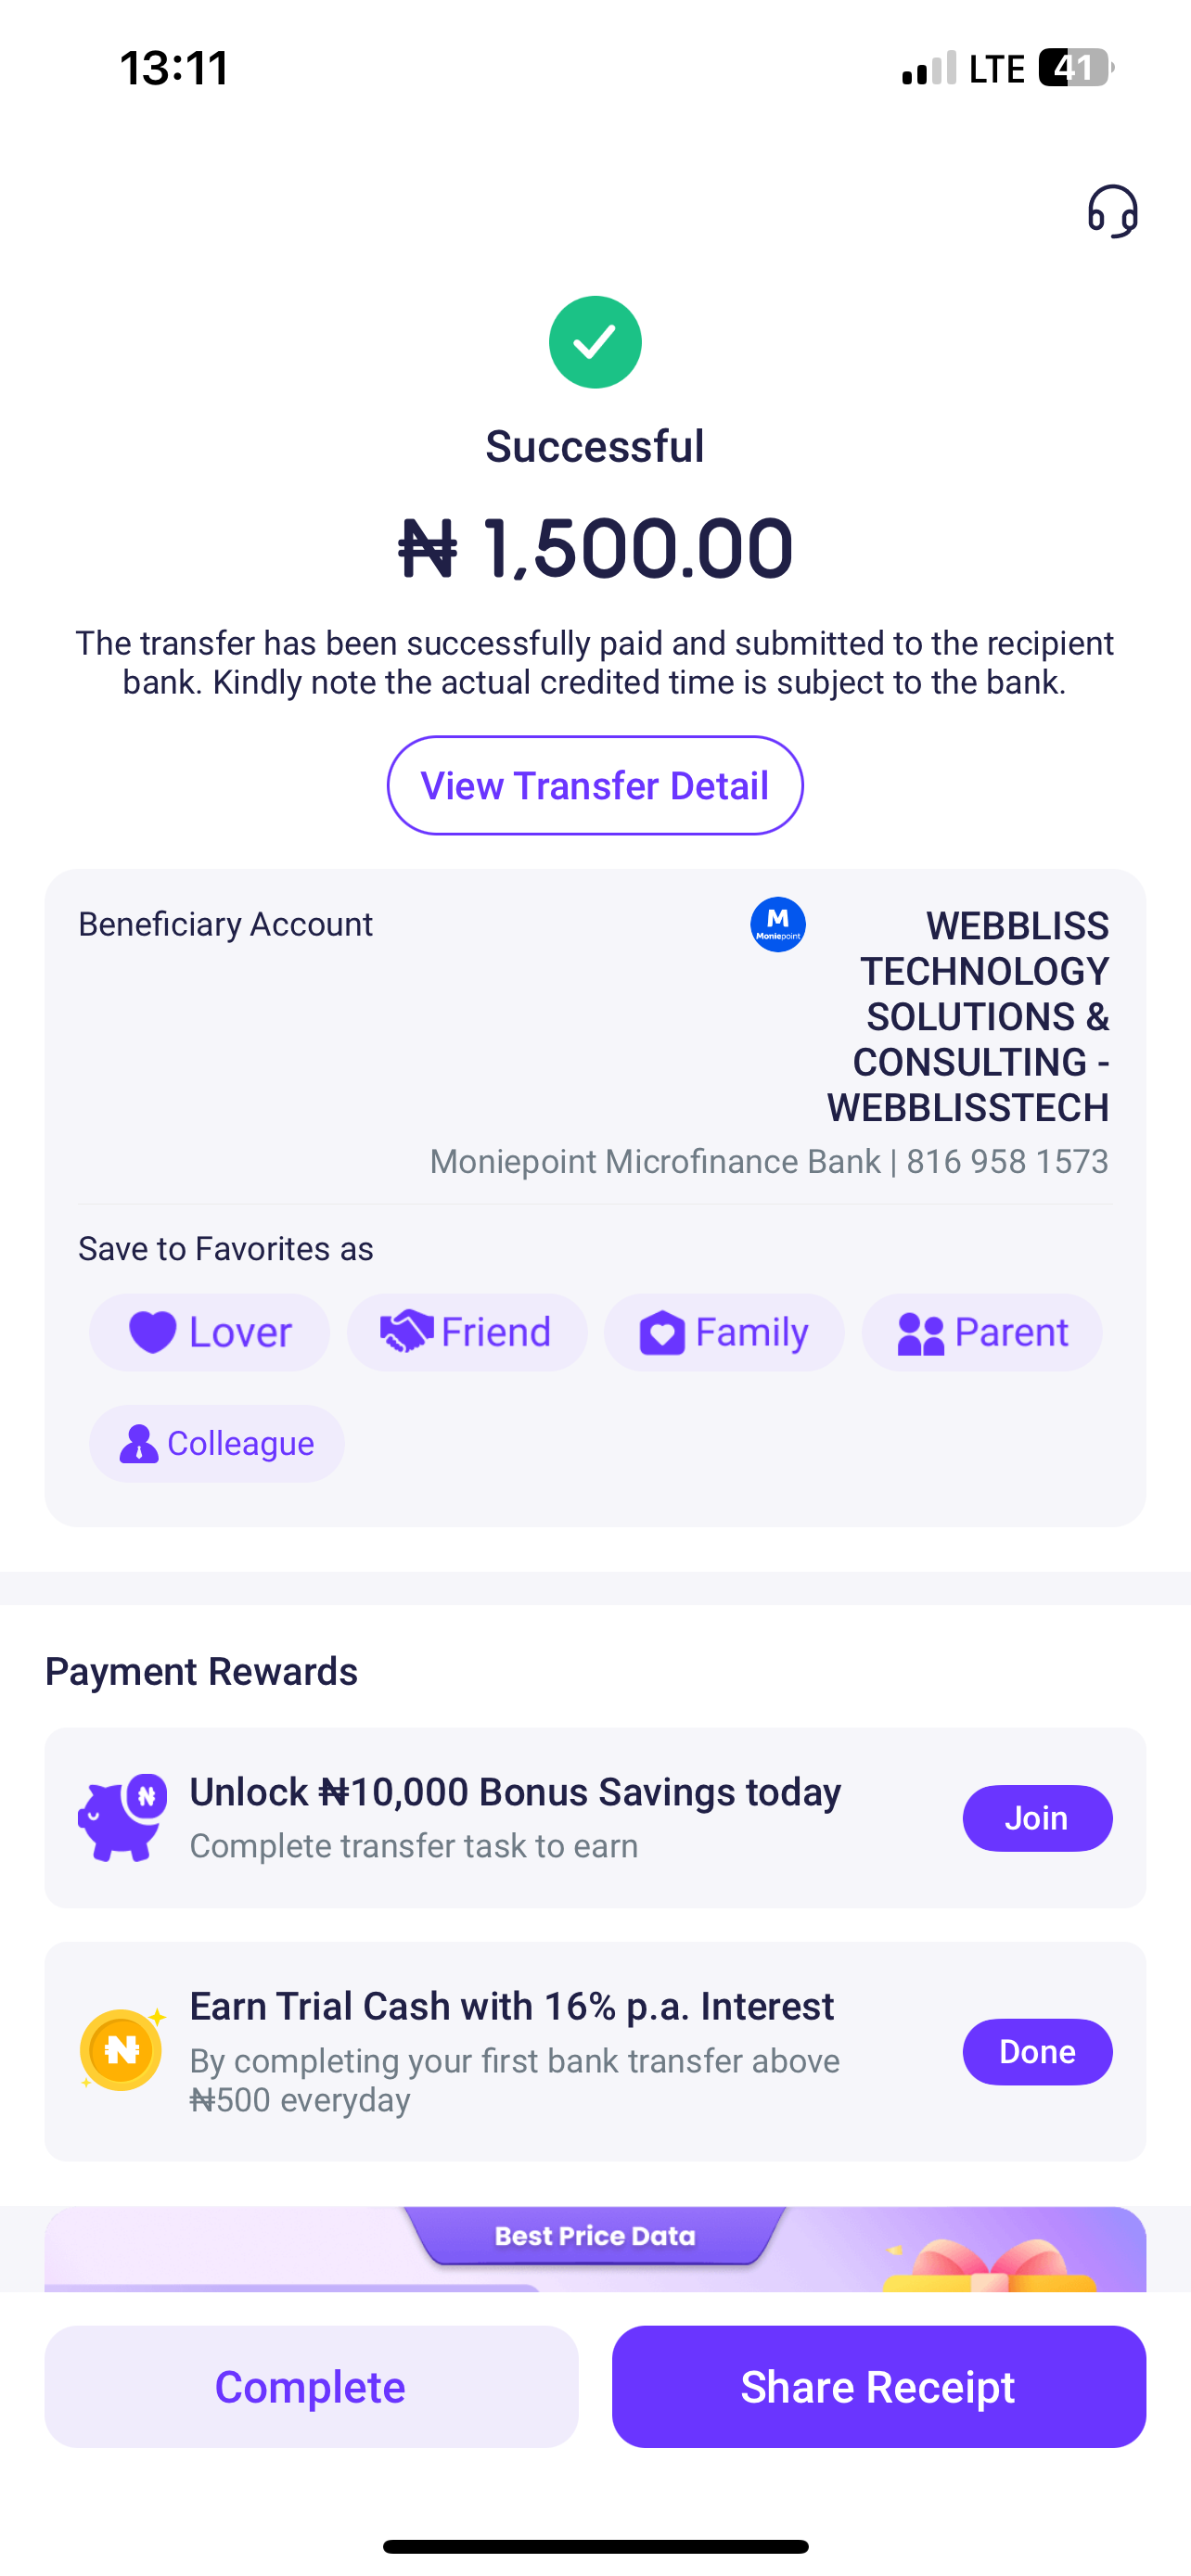 13:11
LTE 41
Successful
₦ 1,500.00
The transfer has been successfully paid and submitted to the recipient
bank. Kindly note the actual credited time is subject to the bank.
View Transfer Detail
Beneficiary Account
M
Moniepoint
WEBBLISS
TECHNOLOGY
SOLUTIONS &
CONSULTING -
WEBBLISSTECH
Moniepoint Microfinance Bank | 816 958 1573
Save to Favorites as
Lover
Friend
Family
Parent
Colleague
Payment Rewards
Unlock ₦10,000 Bonus Savings today
Complete transfer task to earn
Join
Earn Trial Cash with 16% p.a. Interest
By completing your first bank transfer above
₦500 everyday
Done
Best Price Data
Complete
Share Receipt